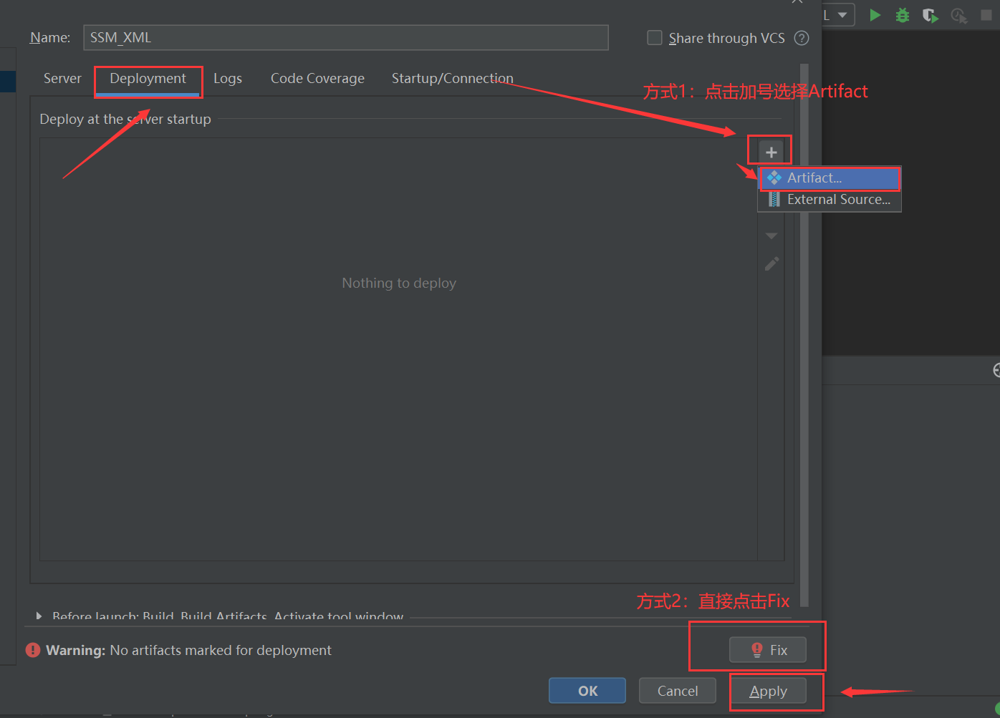 L
Name: SSM_XML
Share through VCS ?
Server Deployment Logs Code Coverage Startup/Connection
方式1：点击加号选择Artifact
Deploy at the server startup
Artifact...
External Source...
Nothing to deploy
方式2：直接点击Fix
Before launch: Build, Build Artifacts, Activate tool window
Warning: No artifacts marked for deployment
Fix
OK Cancel Apply